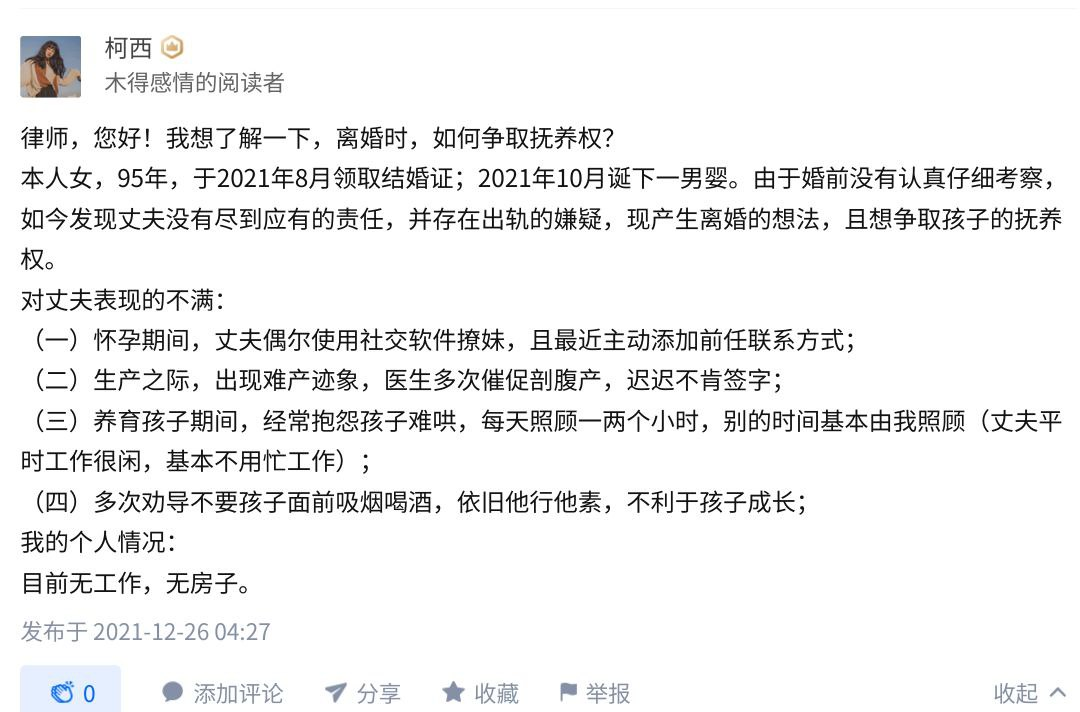 柯西
木得感情的阅读者
律师，您好！我想了解一下，离婚时，如何争取抚养权？
本人女，95年，于2021年8月领取结婚证；2021年10月诞下一男婴。由于婚前没有认真仔细考察，
如今发现丈夫没有尽到应有的责任，并存在出轨的嫌疑，现产生离婚的想法，且想争取孩子的抚养
权。
对丈夫表现的不满：
（一）怀孕期间，丈夫偶尔使用社交软件撩妹，且最近主动添加前任联系方式；
（二）生产之际，出现难产迹象，医生多次催促剖腹产，迟迟不肯签字；
（三）养育孩子期间，经常抱怨孩子难哄，每天照顾一两个小时，别的时间基本由我照顾（丈夫平
时工作很闲，基本不用忙工作）；
（四）多次劝导不要孩子面前吸烟喝酒，依旧他行他素，不利于孩子成长；
我的个人情况：
目前无工作，无房子。
发布于 2021-12-26 04:27
0 添加评论 分享 收藏 举报 收起